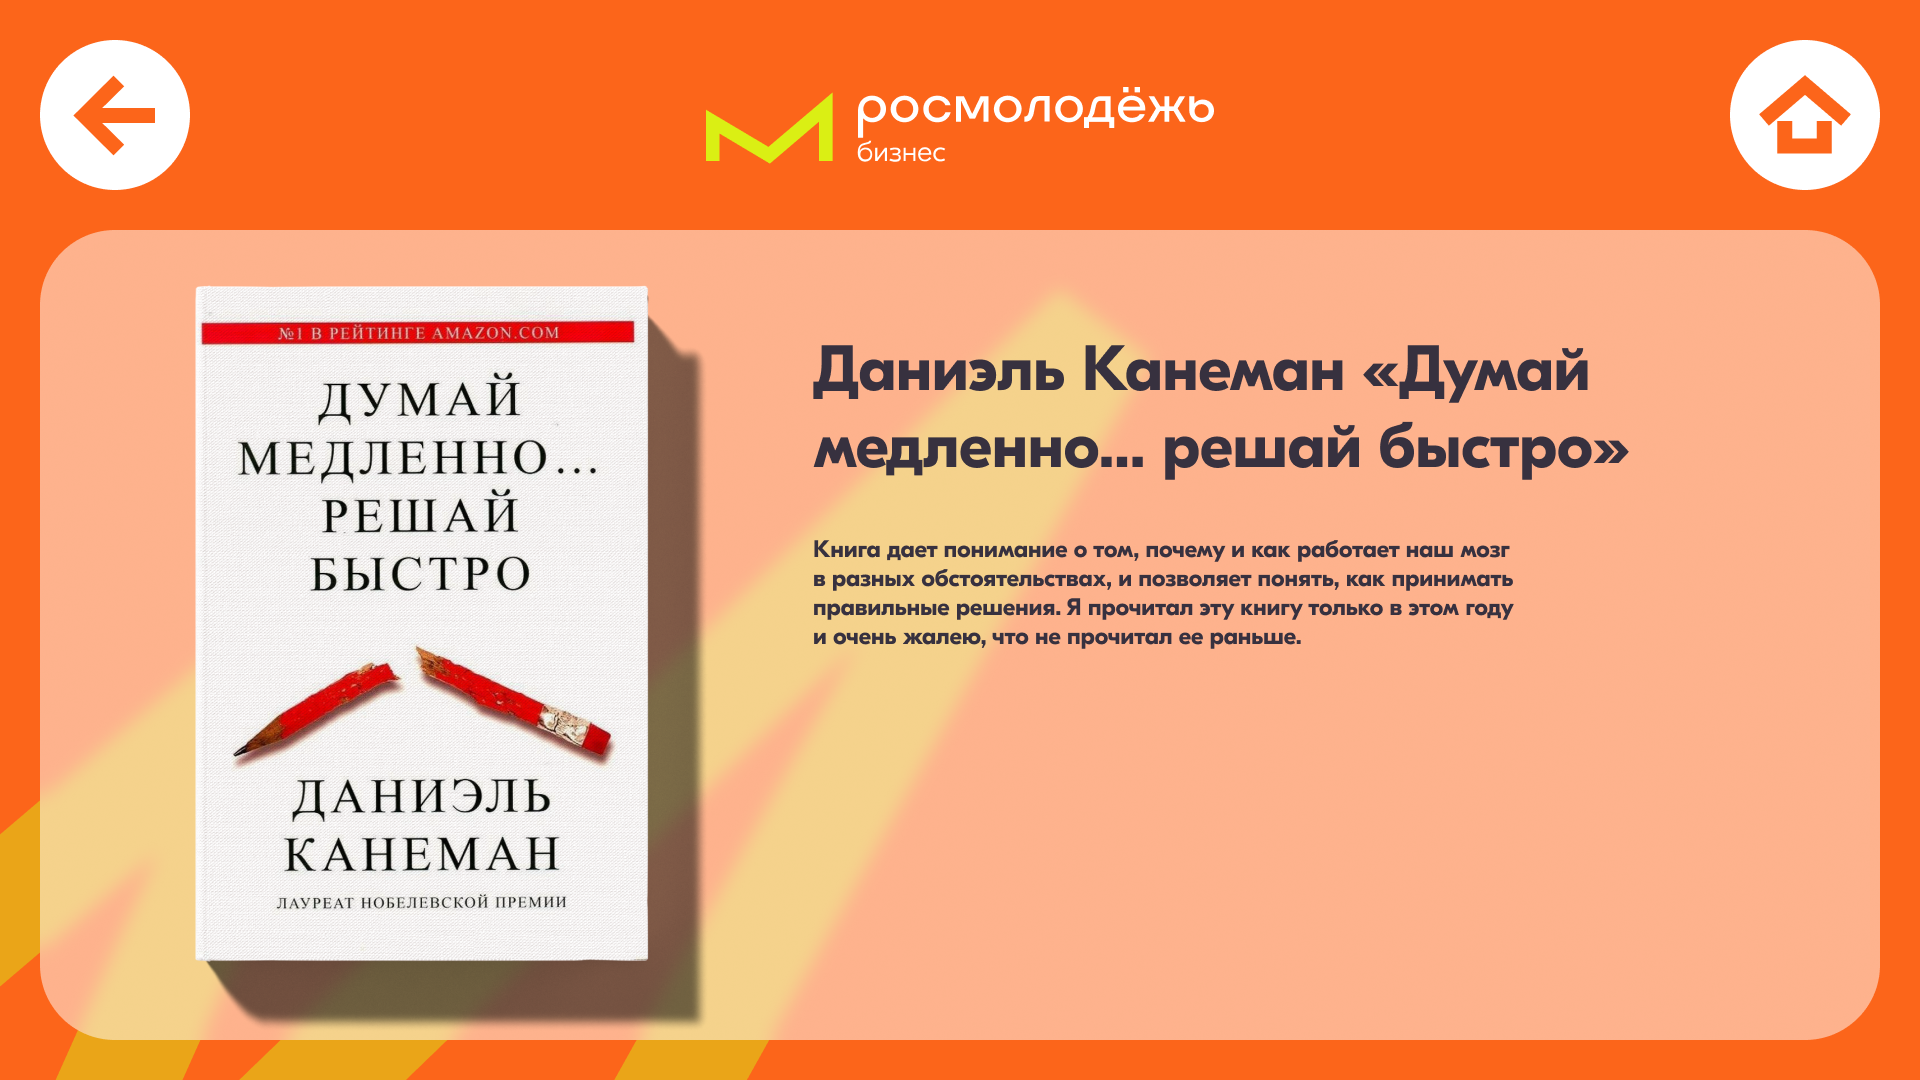 росмолодёжь
бизнес
№1 В РЕЙТИНГЕ AMAZON.COM
ДУМАЙ
МЕДЛЕННО...
РЕШАЙ
БЫСТРО
ДАНИЭЛЬ
КАНЕМАН
ЛАУРЕАТ НОБЕЛЕВСКОЙ ПРЕМИИ
Даниэль Канеман «Думай
медленно... решай быстро»
Книга дает понимание о том, почему и как работает наш мозг
в разных обстоятельствах, и позволяет понять, как принимать
правильные решения. Я прочитал эту книгу только в этом году
и очень жалею, что не прочитал ее раньше.